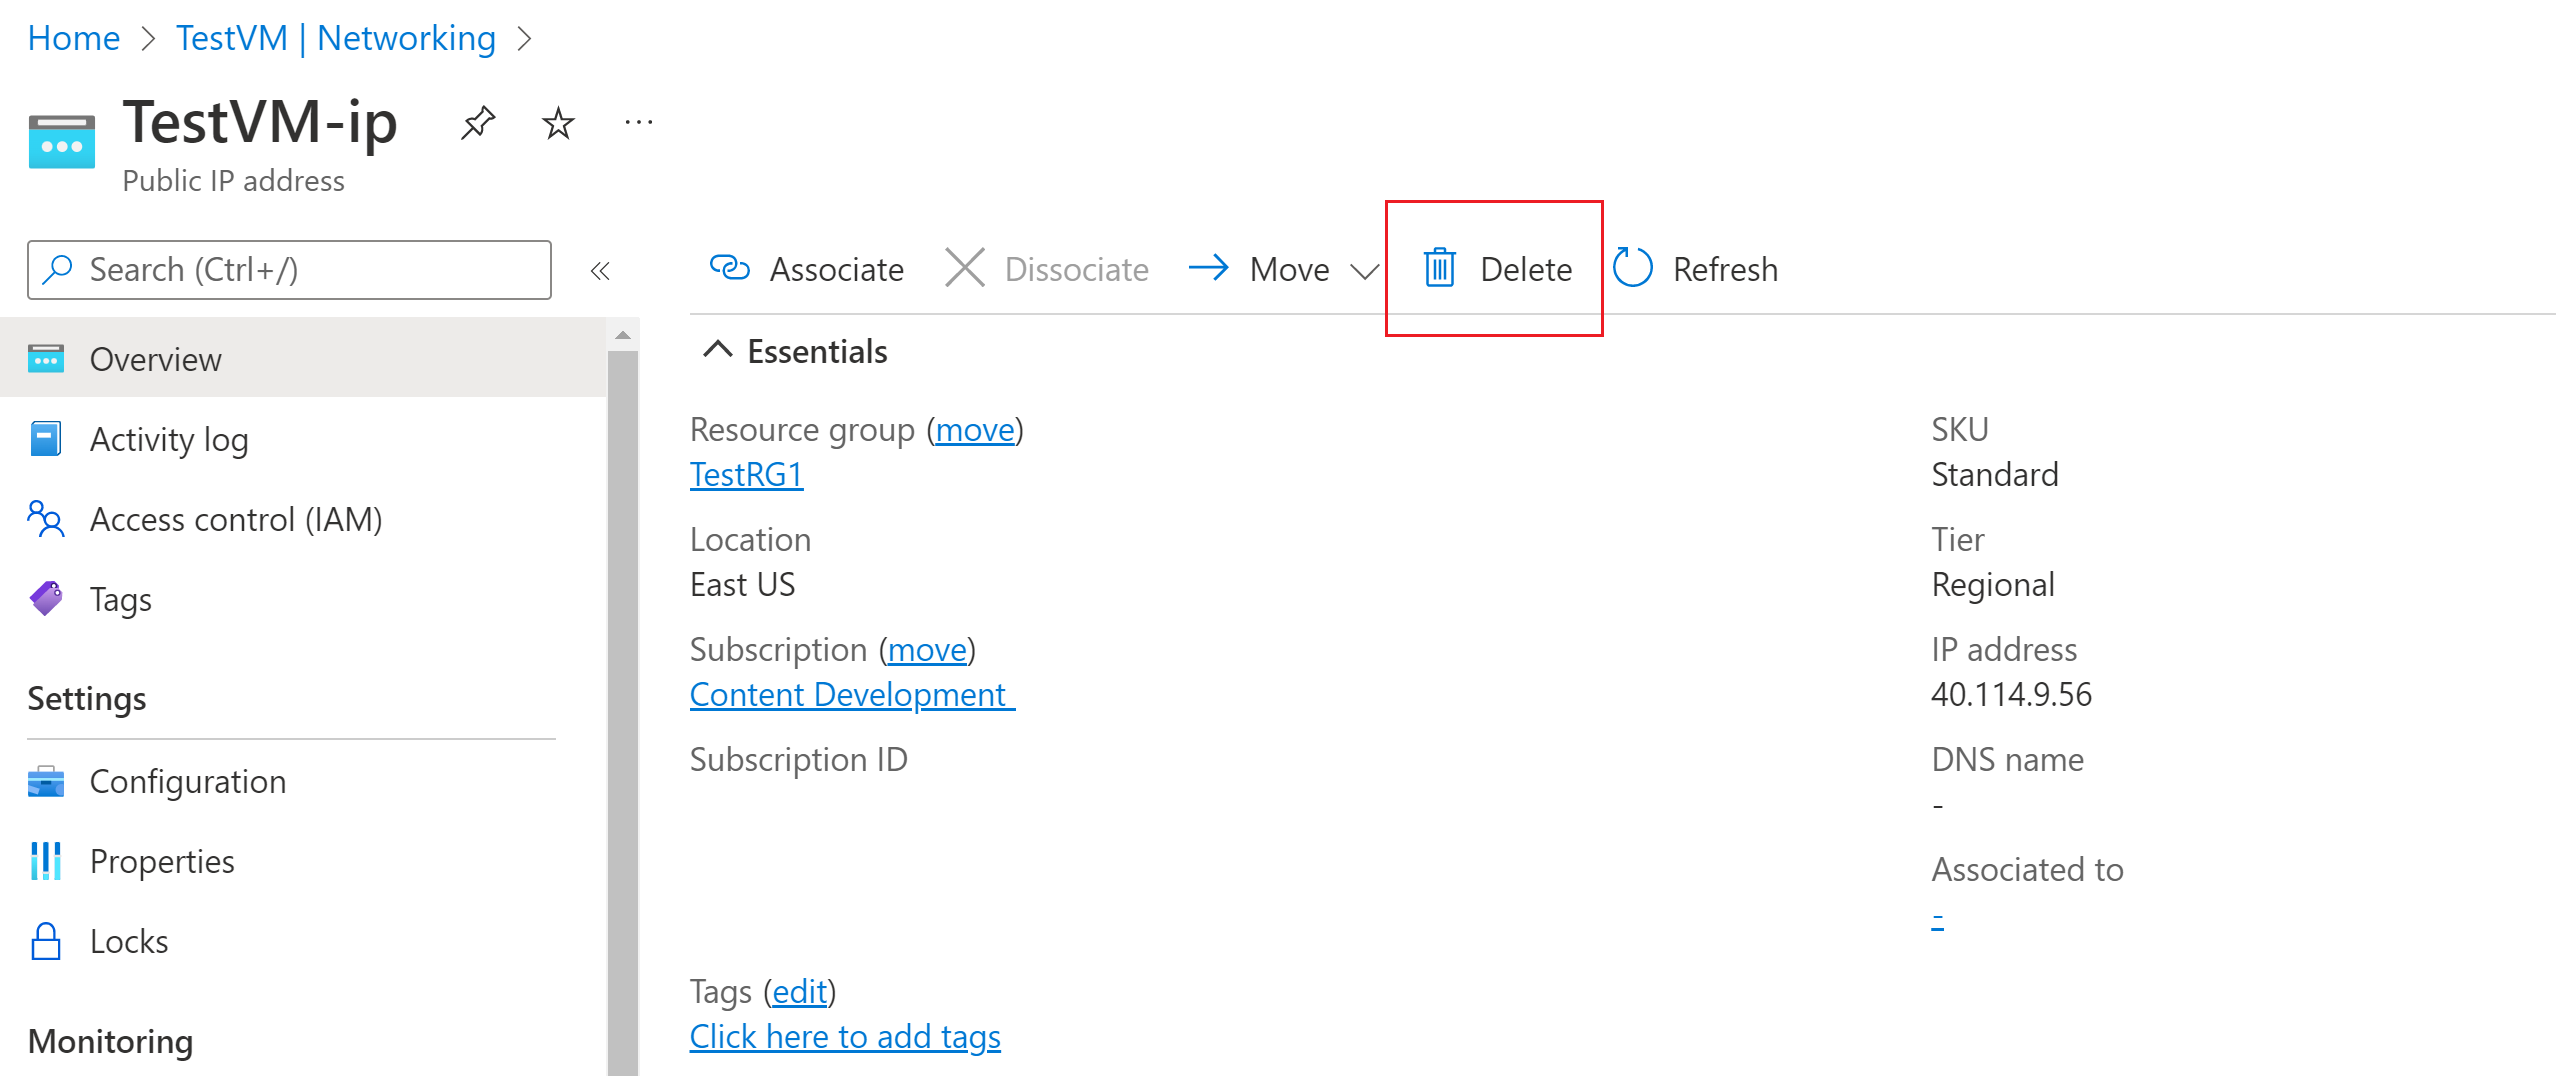 Home > TestVM | Networking >
TestVM-ip
Public IP address
Search (Ctrl+/)
«
Overview
Activity log
Access control (IAM)
Tags
Settings
Configuration
Properties
Locks
Monitoring
Associate Dissociate Move Delete Refresh
Essentials
Resource group (move)
TestRG1
Location
East US
Subscription (move)
Content Development
Subscription ID
SKU
Standard
Tier
Regional
IP address
40.114.9.56
DNS name
-
Associated to
-
Tags (edit)
Click here to add tags